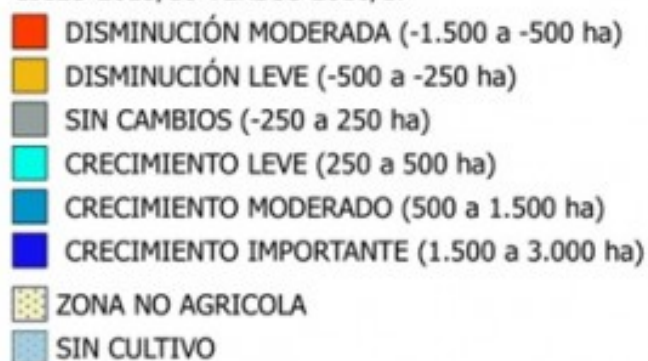 DISMINUCIÓN MODERADA (-1.500 a -500 ha)
DISMINUCIÓN LEVE (-500 a -250 ha)
SIN CAMBIOS (-250 a 250 ha)
CRECIMIENTO LEVE (250 a 500 ha)
CRECIMIENTO MODERADO (500 a 1.500 ha)
CRECIMIENTO IMPORTANTE (1.500 a 3.000 ha)
ZONA NO AGRICOLA
SIN CULTIVO